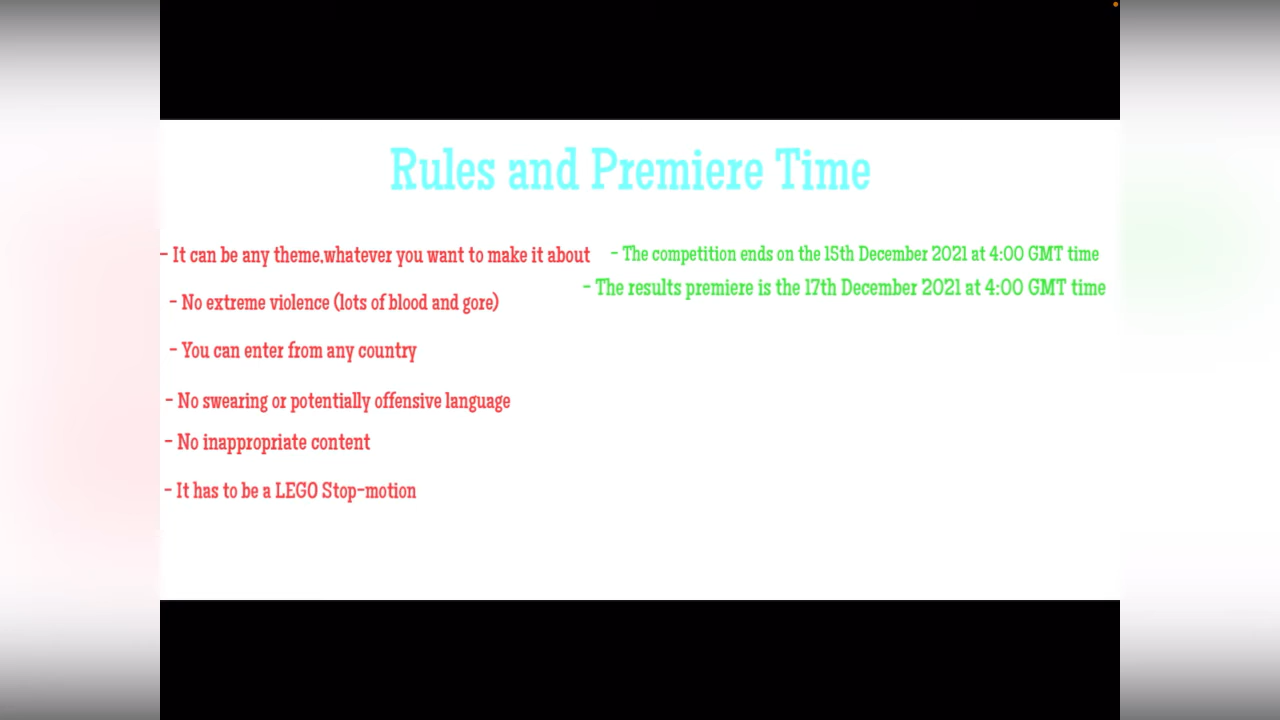 Rules and Premiere Time
- It can be any theme,whatever you want to make it about
- No extreme violence (lots of blood and gore)
- You can enter from any country
- No swearing or potentially offensive language
- No inappropriate content
- It has to be a LEGO Stop-motion
- The competition ends on the 15th December 2021 at 4:00 GMT time
- The results premiere is the 17th December 2021 at 4:00 GMT time